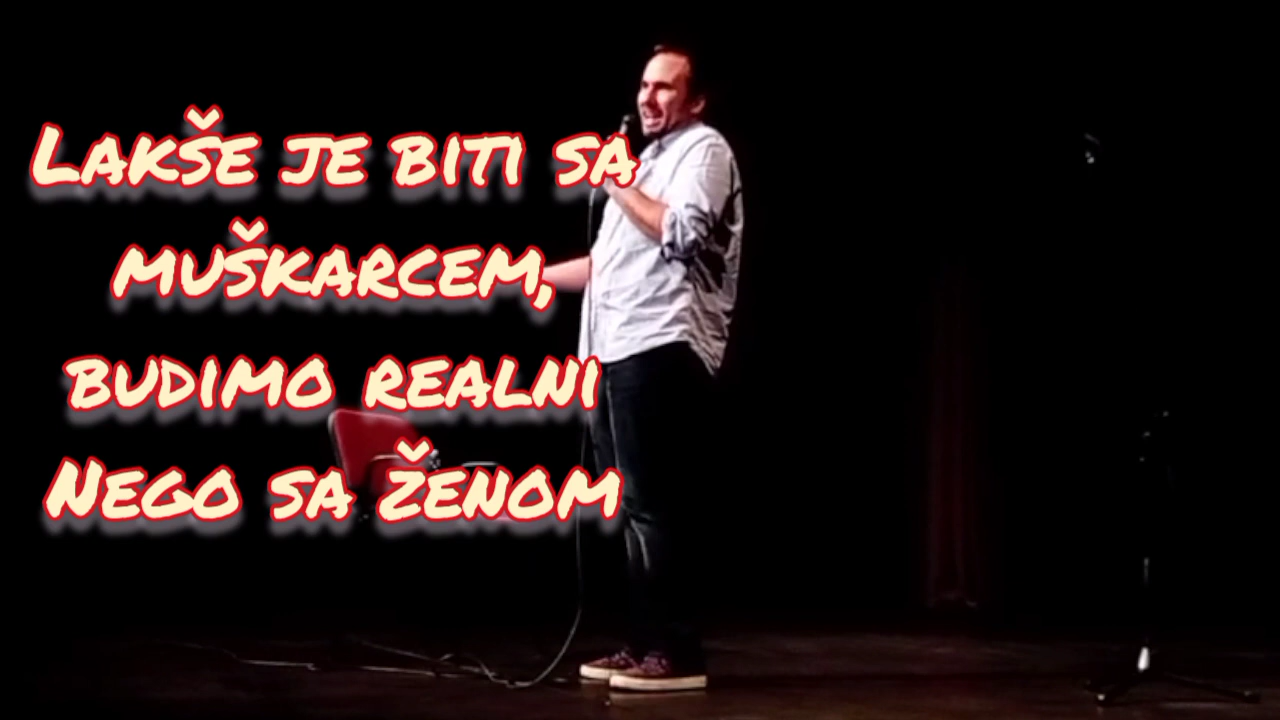 Lakše je biti sa
muškarcem,
budimo realni
Nego sa ženom